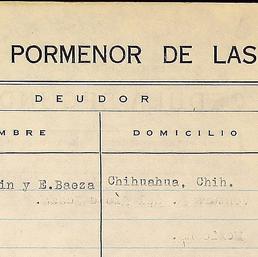 PORMENOR DE LAS
DEUDOR
MBRE DOMICILIO
in y E.Baeza Chihuahua, Chih.